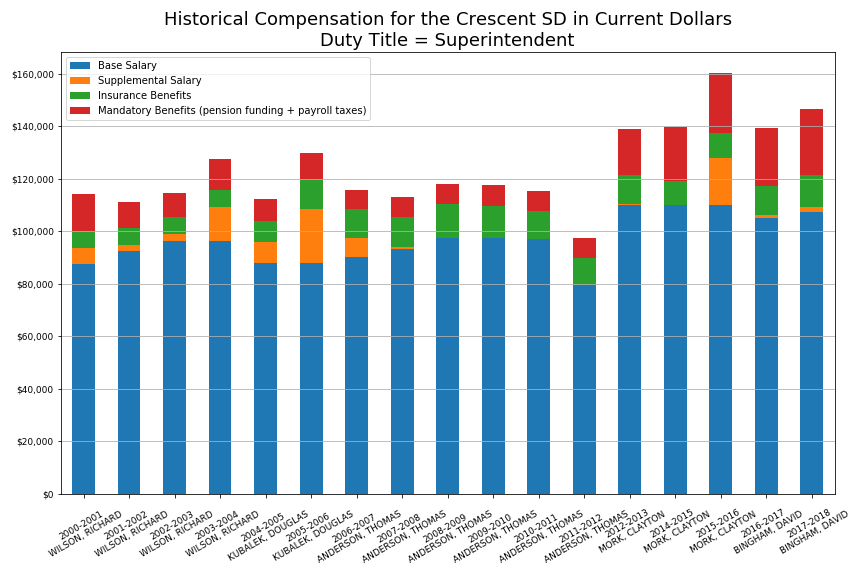 Historical Compensation for the Crescent SD in Current Dollars
Duty Title = Superintendent
Base Salary
Supplemental Salary
Insurance Benefits
Mandatory Benefits (pension funding + payroll taxes)
$160,000
$140,000
$120,000
$100,000
$80,000
$60,000
$40,000
$20,000
$0
2000-2001
WILSON, RICHARD
2001-2002
WILSON, RICHARD
2002-2003
WILSON, RICHARD
2003-2004
WILSON, RICHARD
2004-2005
KUBALEK, DOUGLAS
2005-2006
KUBALEK, DOUGLAS
2006-2007
ANDERSON, THOMAS
2007-2008
ANDERSON, THOMAS
2008-2009
ANDERSON, THOMAS
2009-2010
ANDERSON, THOMAS
2010-2011
ANDERSON, THOMAS
2011-2012
ANDERSON, THOMAS
2012-2013
MORK, CLAYTON
2014-2015
MORK, CLAYTON
2015-2016
MORK, CLAYTON
2016-2017
BINGHAM, DAVID
2017-2018
BINGHAM, DAVID